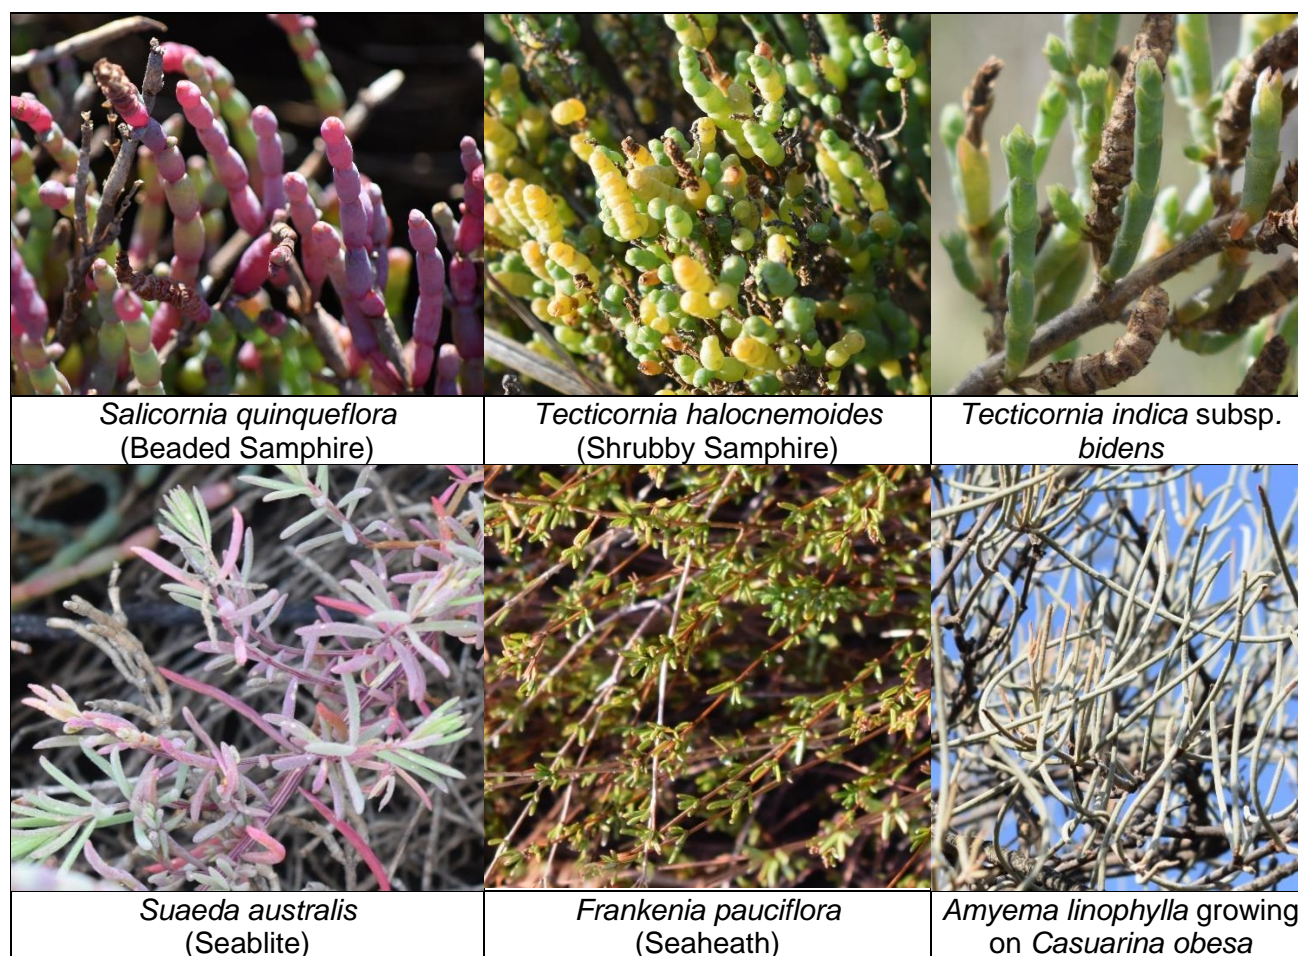 Salicornia quinqueflora
(Beaded Samphire)
Tecticornia halocnemoides
(Shrubby Samphire)
Tecticornia indica subsp.
bidens
Suaeda australis
(Seablite)
Frankenia pauciflora
(Seaheath)
Amyema linophylla growing
on Casuarina obesa